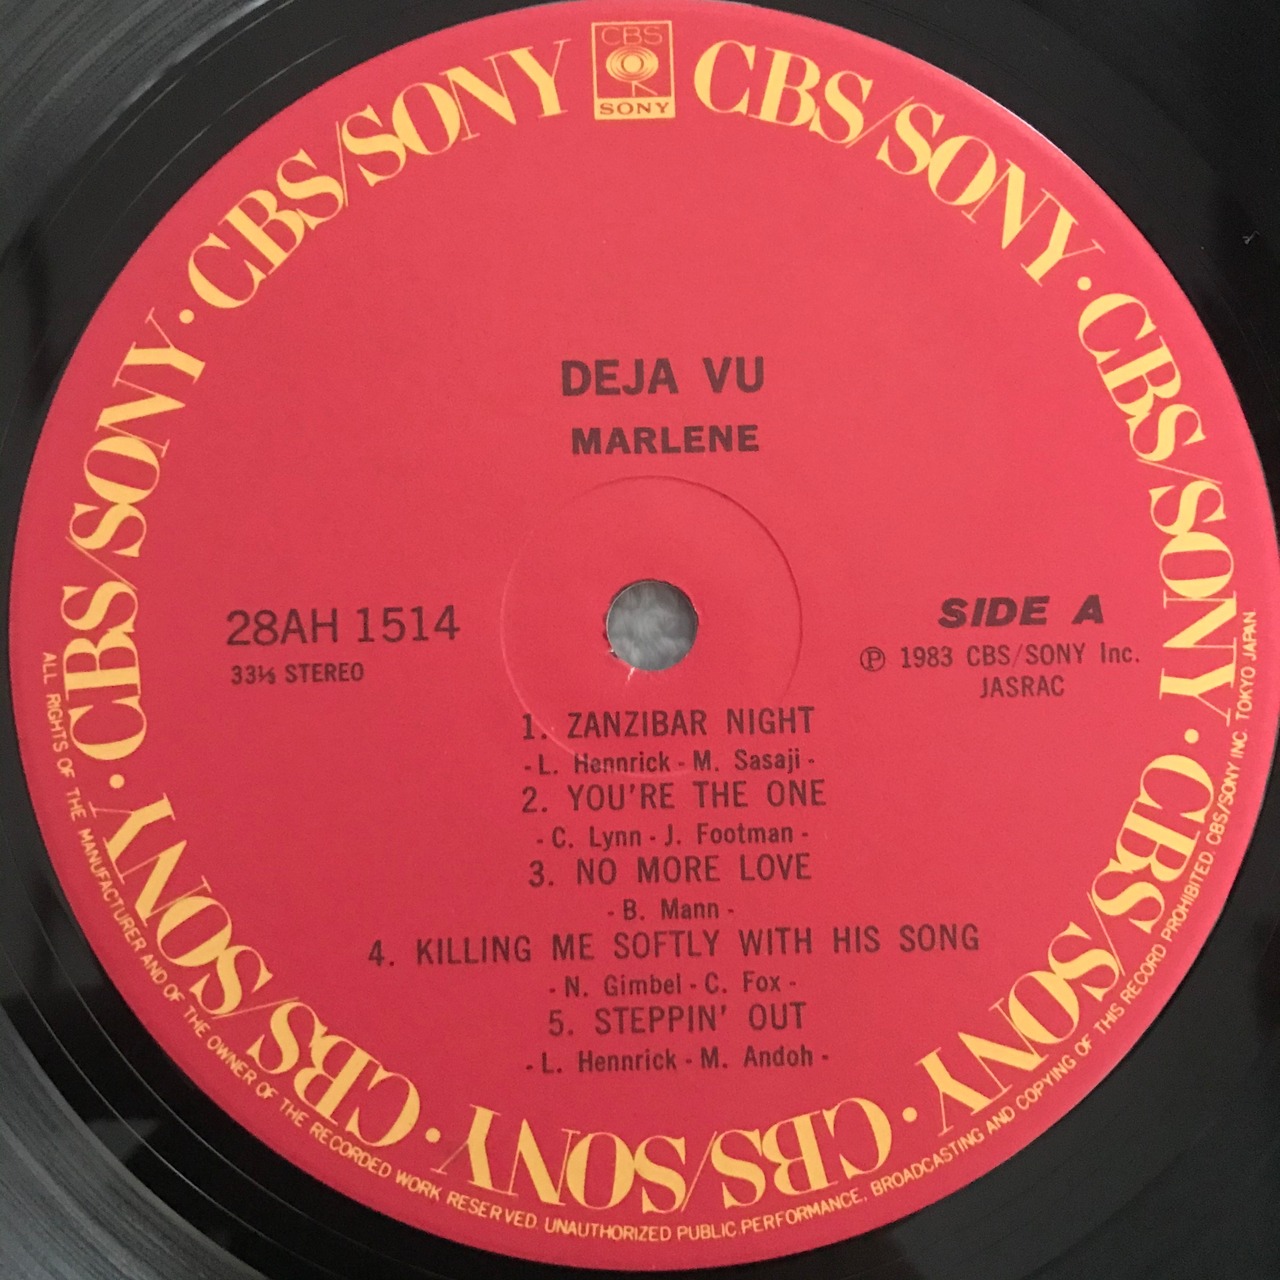 CBS
SONY
CBS/SONY · CBS/SONY · CBS/SONY · CBS/SONY · CBS/SONY · CBS/SONY · CBS/SONY
DEJA VU
MARLENE
28AH 1514
33⅓ STEREO
SIDE A
Ⓟ 1983 CBS/SONY Inc.
JASRAC
1. ZANZIBAR NIGHT
- L. Hennrick - M. Sasaji -
2. YOU'RE THE ONE
- C. Lynn - J. Footman -
3. NO MORE LOVE
- B. Mann -
4. KILLING ME SOFTLY WITH HIS SONG
- N. Gimbel - C. Fox -
5. STEPPIN' OUT
- L. Hennrick - M. Andoh -
ALL RIGHTS OF THE MANUFACTURER AND OF THE OWNER OF THE RECORDED WORK RESERVED. UNAUTHORIZED PUBLIC PERFORMANCE, BROADCASTING AND COPYING OF THIS RECORD PROHIBITED. CBS/SONY INC. TOKYO JAPAN